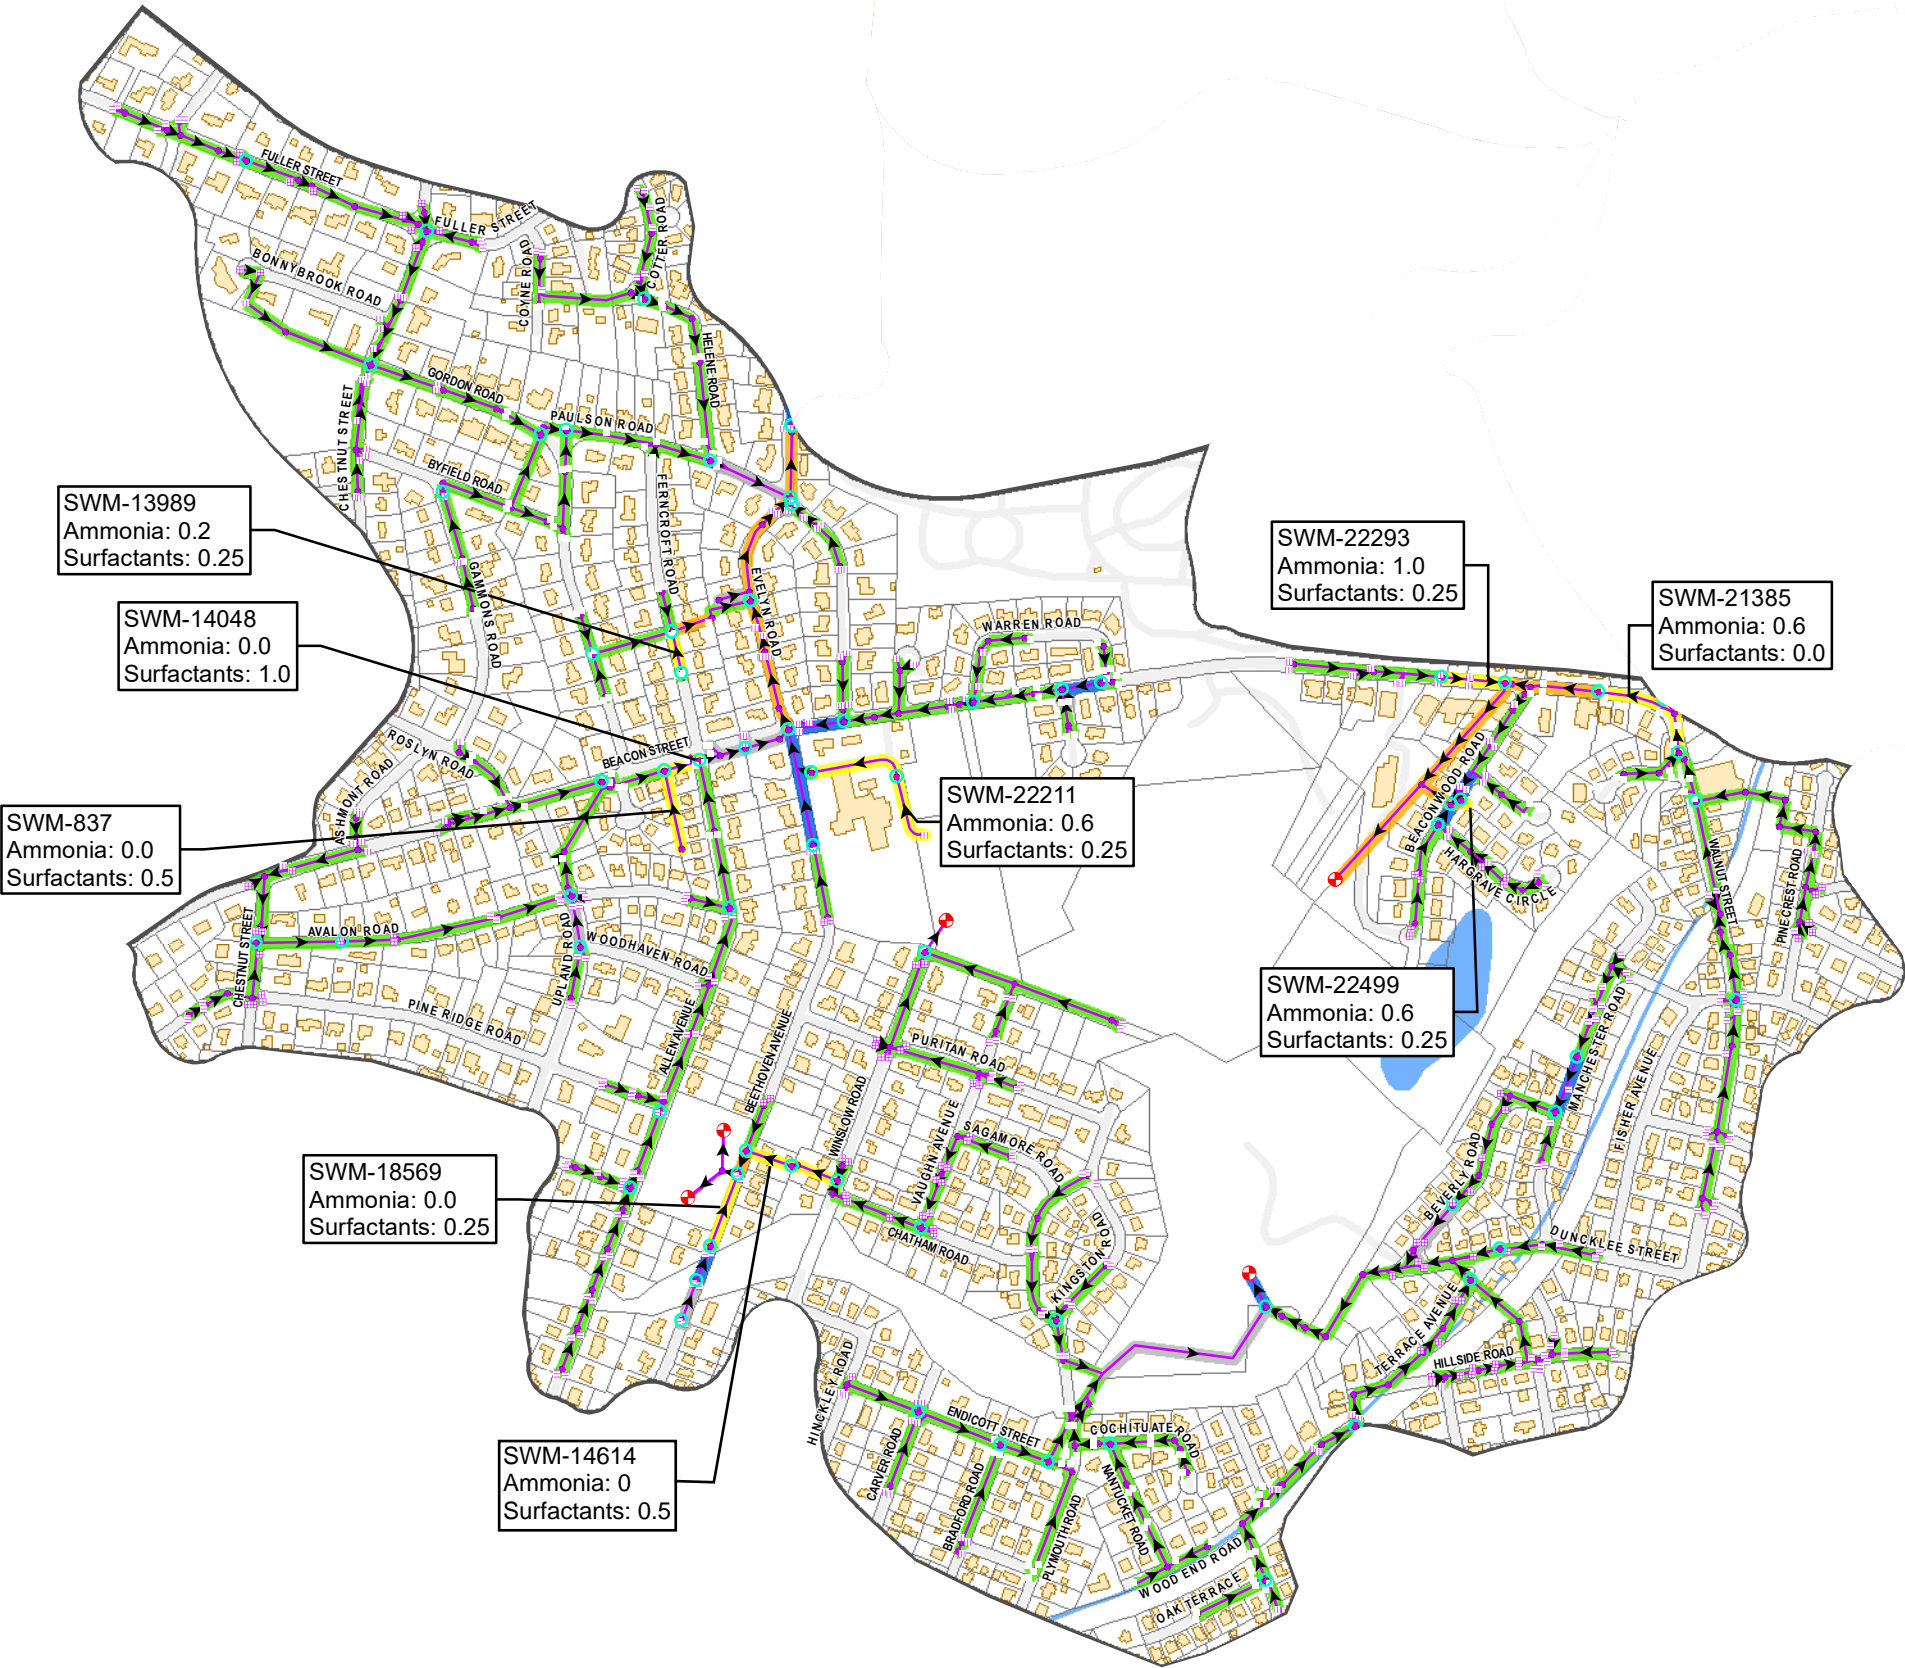 FULLER STREET
FULLER STREET
COTTER ROAD
BONNYBROOK ROAD
COYNE ROAD
HELENE ROAD
GORDON ROAD
CHESTNUT STREET
PAULSON ROAD
BYFIELD ROAD
FERNCROFT ROAD
SWM-13989
Ammonia: 0.2
Surfactants: 0.25
SWM-22293
Ammonia: 1.0
Surfactants: 0.25
GAMMONS ROAD
EVELYN ROAD
SWM-21385
Ammonia: 0.6
Surfactants: 0.0
SWM-14048
Ammonia: 0.0
Surfactants: 1.0
WARREN ROAD
ROSLYN ROAD
BEACON STREET
ASHMONT ROAD
BEACONWOOD ROAD
SWM-22211
Ammonia: 0.6
Surfactants: 0.25
SWM-837
Ammonia: 0.0
Surfactants: 0.5
HARGRAVE CIRCLE
WALNUT STREET
PINECREST ROAD
CHESTNUT STREET
AVALON ROAD
UPLAND ROAD
WOODHAVEN ROAD
PINE RIDGE ROAD
SWM-22499
Ammonia: 0.6
Surfactants: 0.25
ALLEN AVENUE
BEETHOVEN AVENUE
PURITAN ROAD
MANCHESTER ROAD
FISHER AVENUE
WINSLOW ROAD
VAUGHN AVENUE
SAGAMORE ROAD
BEVERLY ROAD
SWM-18569
Ammonia: 0.0
Surfactants: 0.25
CHATHAM ROAD
KINGSTON ROAD
DUNCKLEE STREET
TERRACE AVENUE
HILLSIDE ROAD
HINCKLEY ROAD
ENDICOTT STREET
COCHITUATE ROAD
SWM-14614
Ammonia: 0
Surfactants: 0.5
CARVER ROAD
BRADFORD ROAD
PLYMOUTH ROAD
NANTUCKET ROAD
WOOD END ROAD
OAK TERRACE